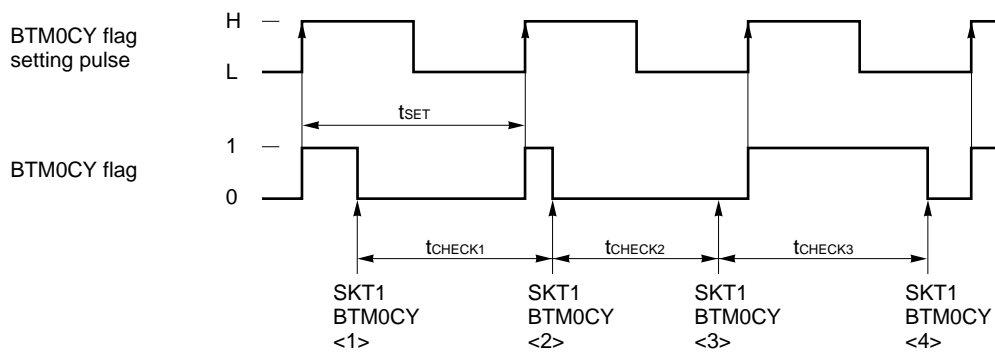 BTM0CY flag
setting pulse
H
L
tSET
BTM0CY flag
1
0
tCHECK1
tCHECK2
tCHECK3
SKT1
BTM0CY
<1>
SKT1
BTM0CY
<2>
SKT1
BTM0CY
<3>
SKT1
BTM0CY
<4>